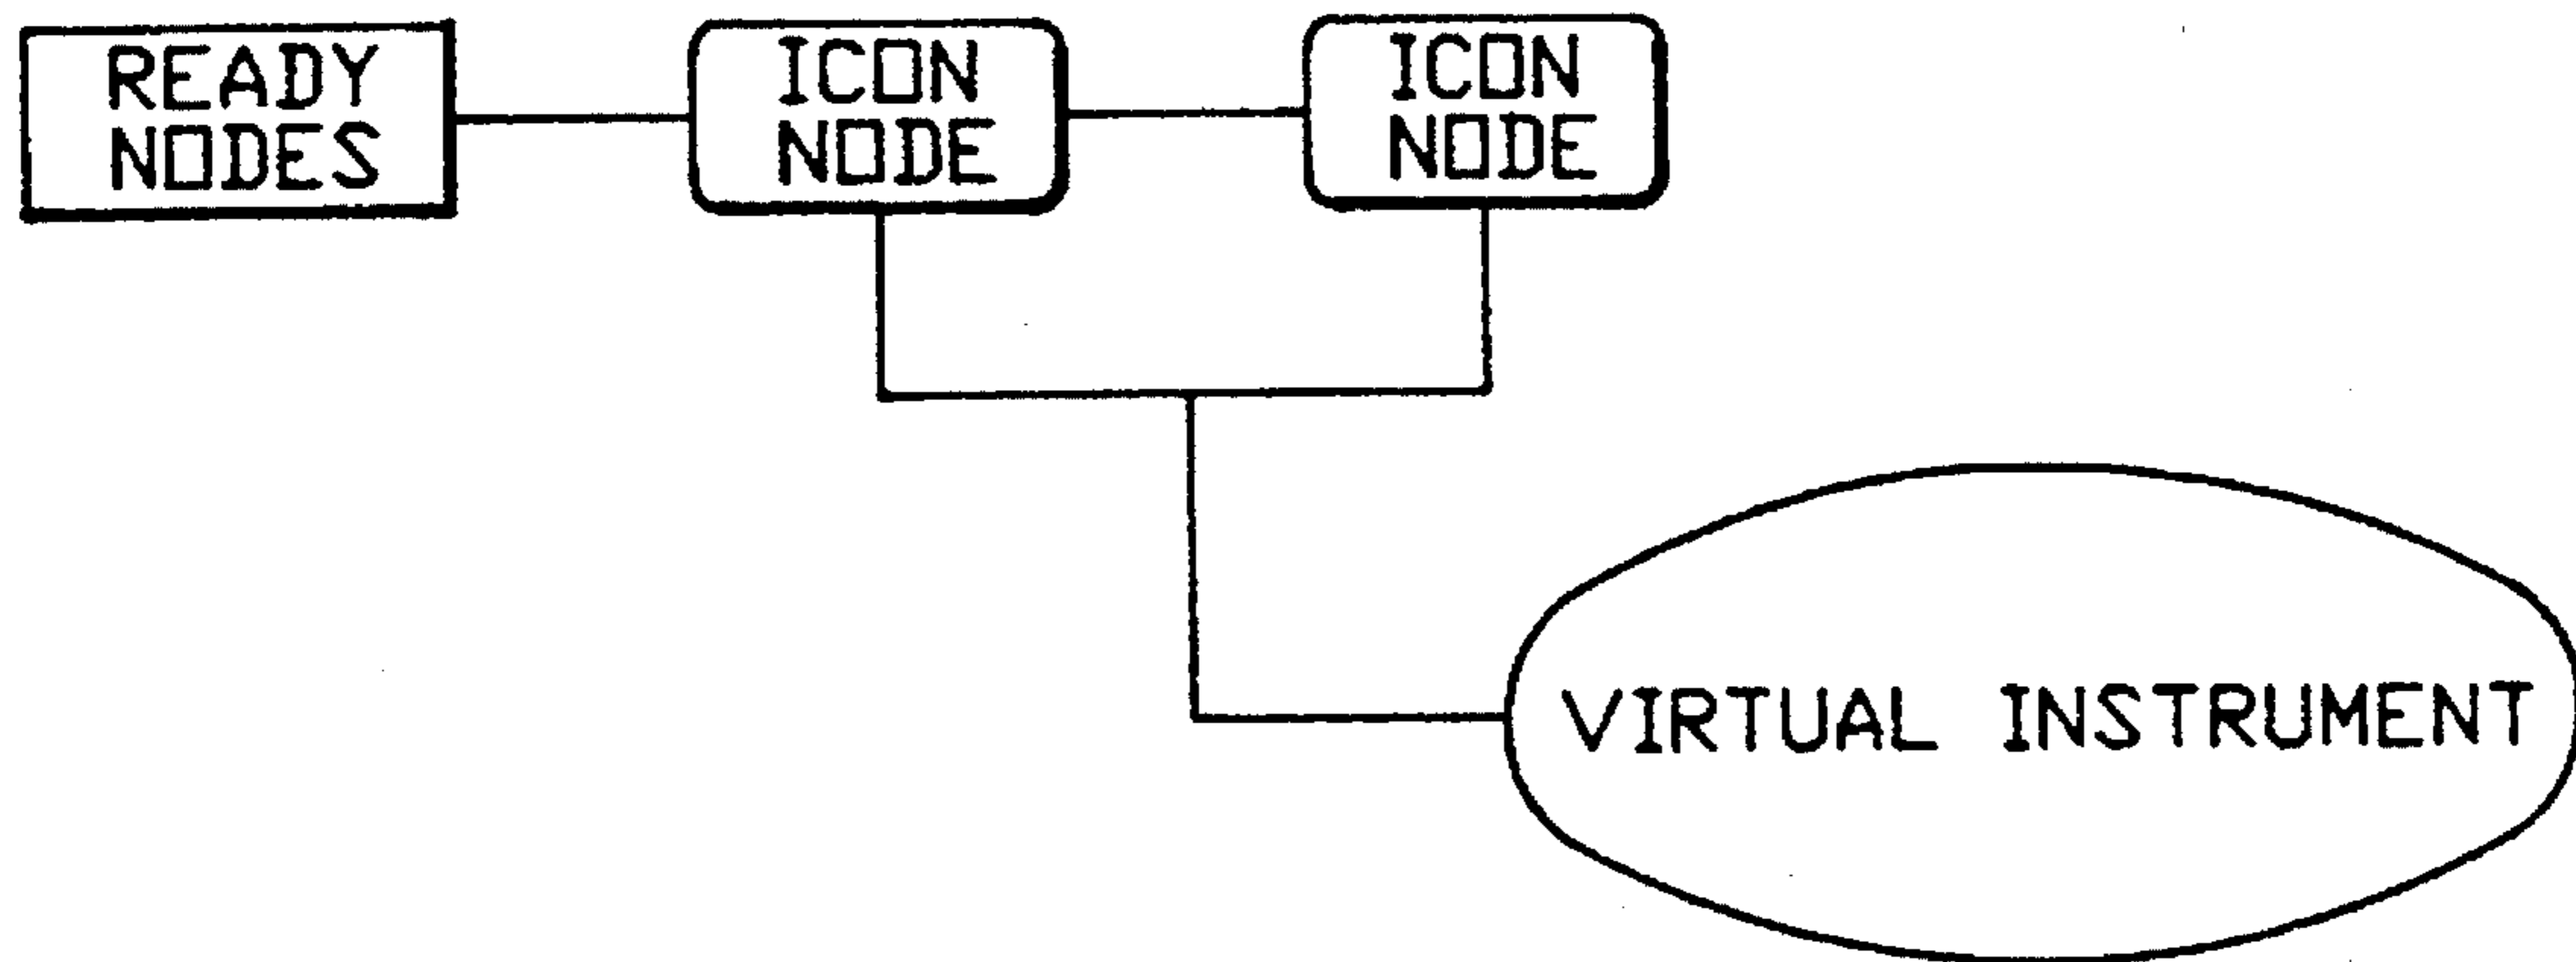 READY
NODES
ICON
NODE
ICON
NODE
VIRTUAL INSTRUMENT